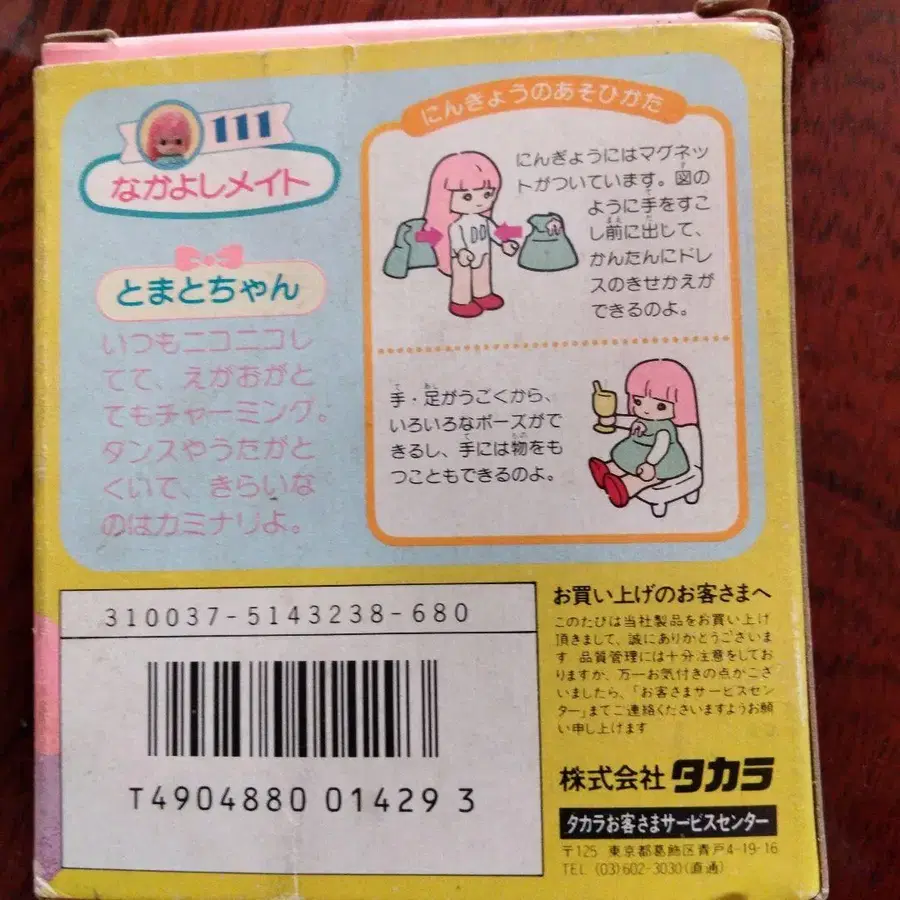 111
なかよしメイト
とまとちゃん
いつもニコニコし
てて、えがおがと
てもチャーミング。
ダンスやうたがと
くいで、きらいな
のはカミナリよ。
にんぎょうのあそびかた
にんぎょうにはマグネッ
トがついています。図の
ように手をすこ
し前に出して、
かんたんにドレ
スのきせかえが
できるのよ。
手・足がうごくから、
いろいろなポーズがで
きるし、手には物をも
つこともできるのよ。
310037-5143238-680
T4904880 01429 3
お買い上げのお客さまへ
このたびは当社製品をお買い上げ
頂きまして、誠にありがとうございま
す 品質管理には十分注意をしてお
りますが、万一お気付きの点がござ
いましたら、「お客さまサービスセン
ター」までご連絡くださいますようお願
い申し上げます
株式会社 タカラ
タカラお客さまサービスセンター
〒125 東京都葛飾区青戸4-19-16
TEL (03)602-3030(直通)